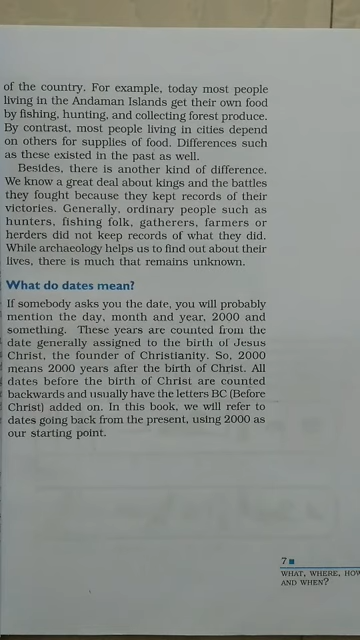 of the country. For example, today most people
living in the Andaman Islands get their own food
by fishing, hunting, and collecting forest produce.
By contrast, most people living in cities depend
on others for supplies of food. Differences such
as these existed in the past as well.
Besides, there is another kind of difference.
We know a great deal about kings and the battles
they fought because they kept records of their
victories. Generally, ordinary people such as
hunters, fishing folk, gatherers, farmers or
herders did not keep records of what they did.
While archaeology helps us to find out about their
lives, there is much that remains unknown.
What do dates mean?
If somebody asks you the date, you will probably
mention the day, month and year, 2000 and
something. These years are counted from the
date generally assigned to the birth of Jesus
Christ, the founder of Christianity. So, 2000
means 2000 years after the birth of Christ. All
dates before the birth of Christ are counted
backwards and usually have the letters BC (Before
Christ) added on. In this book, we will refer to
dates going back from the present, using 2000 as
our starting point.
7
WHAT, WHERE, HOW
AND WHEN?